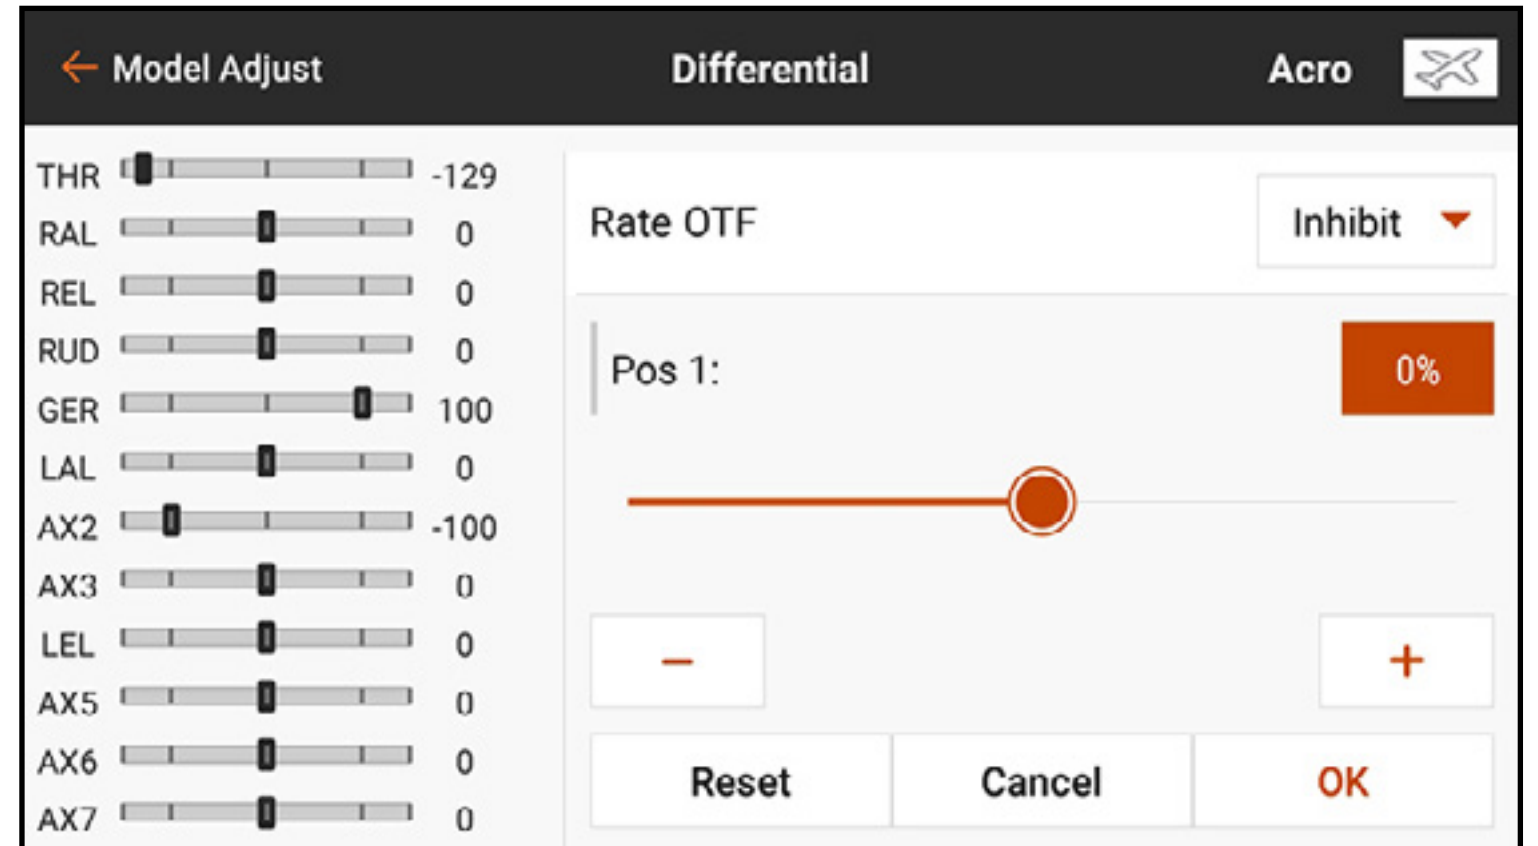 ← Model Adjust Differential Acro
THR -129
RAL 0
REL 0
RUD 0
GER 100
LAL 0
AX2 -100
AX3 0
LEL 0
AX5 0
AX6 0
AX7 0
Rate OTF Inhibit
Pos 1: 0%
− +
Reset Cancel OK